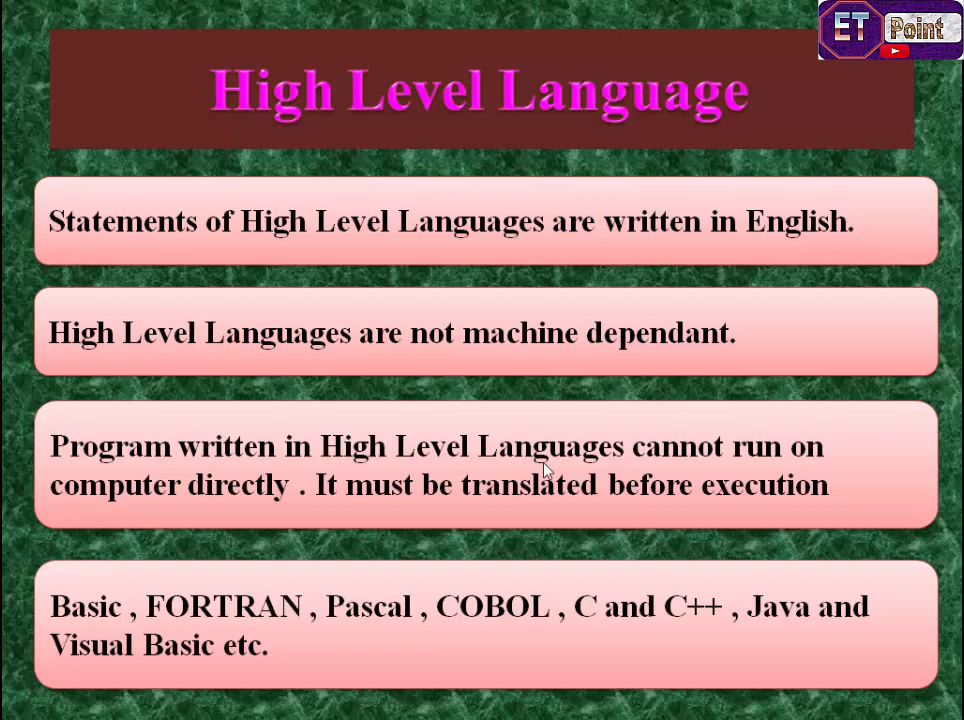 ET Point
High Level Language
Statements of High Level Languages are written in English.
High Level Languages are not machine dependant.
Program written in High Level Languages cannot run on
computer directly . It must be translated before execution
Basic , FORTRAN , Pascal , COBOL , C and C++ , Java and
Visual Basic etc.